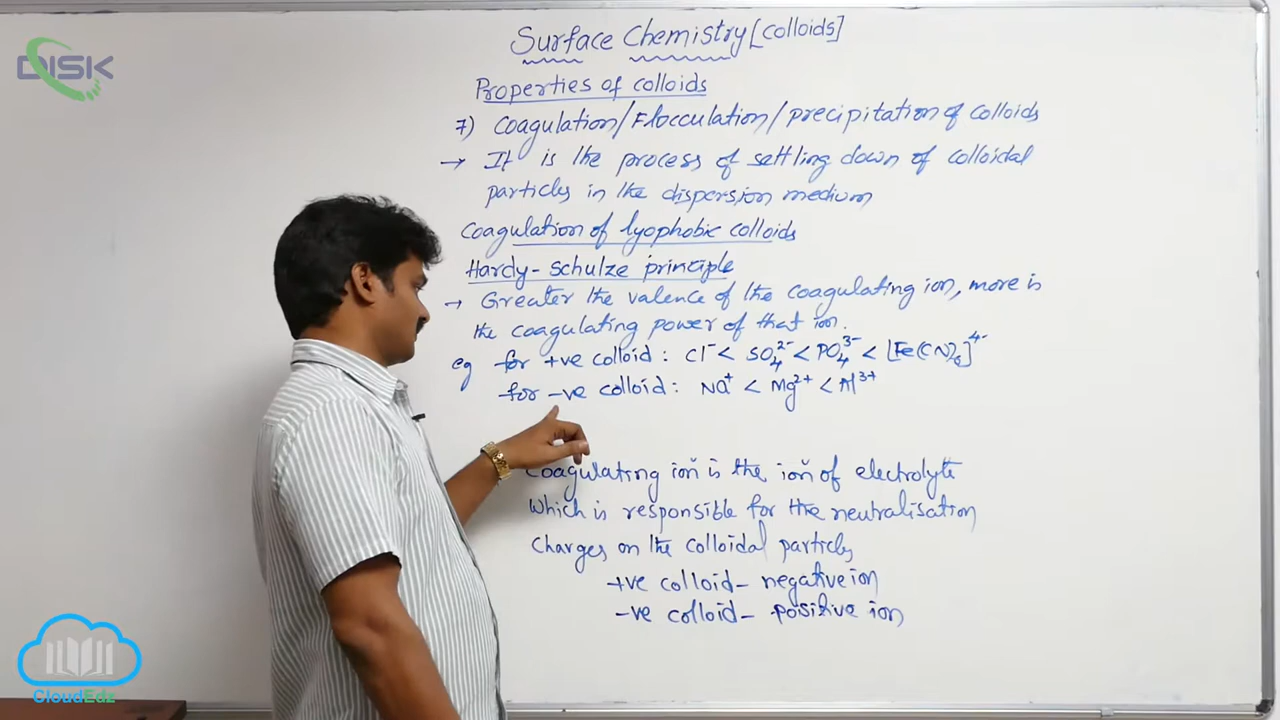 DISK
Surface Chemistry [colloids]
Properties of colloids
7) Coagulation/Flocculation/precipitation of colloids
→ It is the process of settling down of colloidal
particles in the dispersion medium
Coagulation of lyophobic colloids
Hardy-Schulze principle
→ Greater the valence of the coagulating ion, more is
the coagulating power of that ion.
eg for +ve colloid : Cl⁻ < SO₄²⁻ < PO₄³⁻ < [Fe(CN)₆]⁴⁻
for -ve colloid : Na⁺ < Mg²⁺ < Al³⁺
Coagulating ion is the ion of electrolyte
which is responsible for the neutralisation
charges on the colloidal particles
+ve colloid - negative ion
-ve colloid - positive ion
CloudEdz